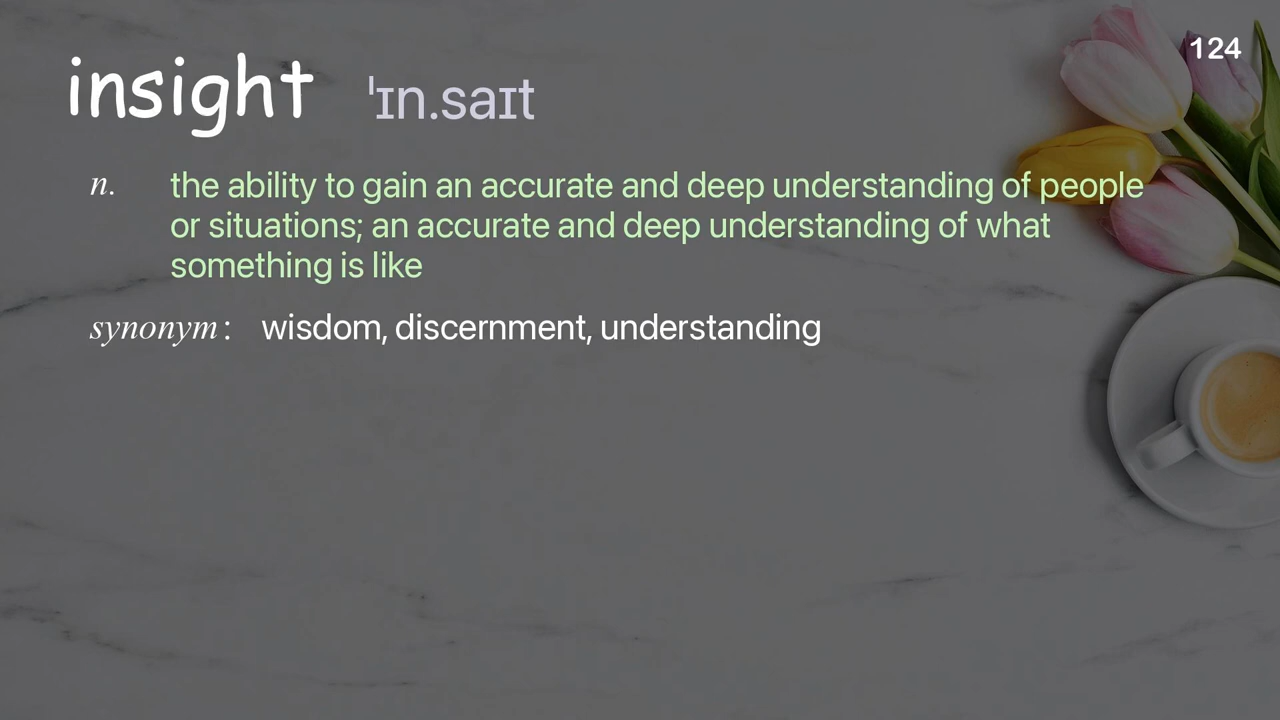 124
insight ˈɪn.saɪt
n. the ability to gain an accurate and deep understanding of people
or situations; an accurate and deep understanding of what
something is like
synonym: wisdom, discernment, understanding